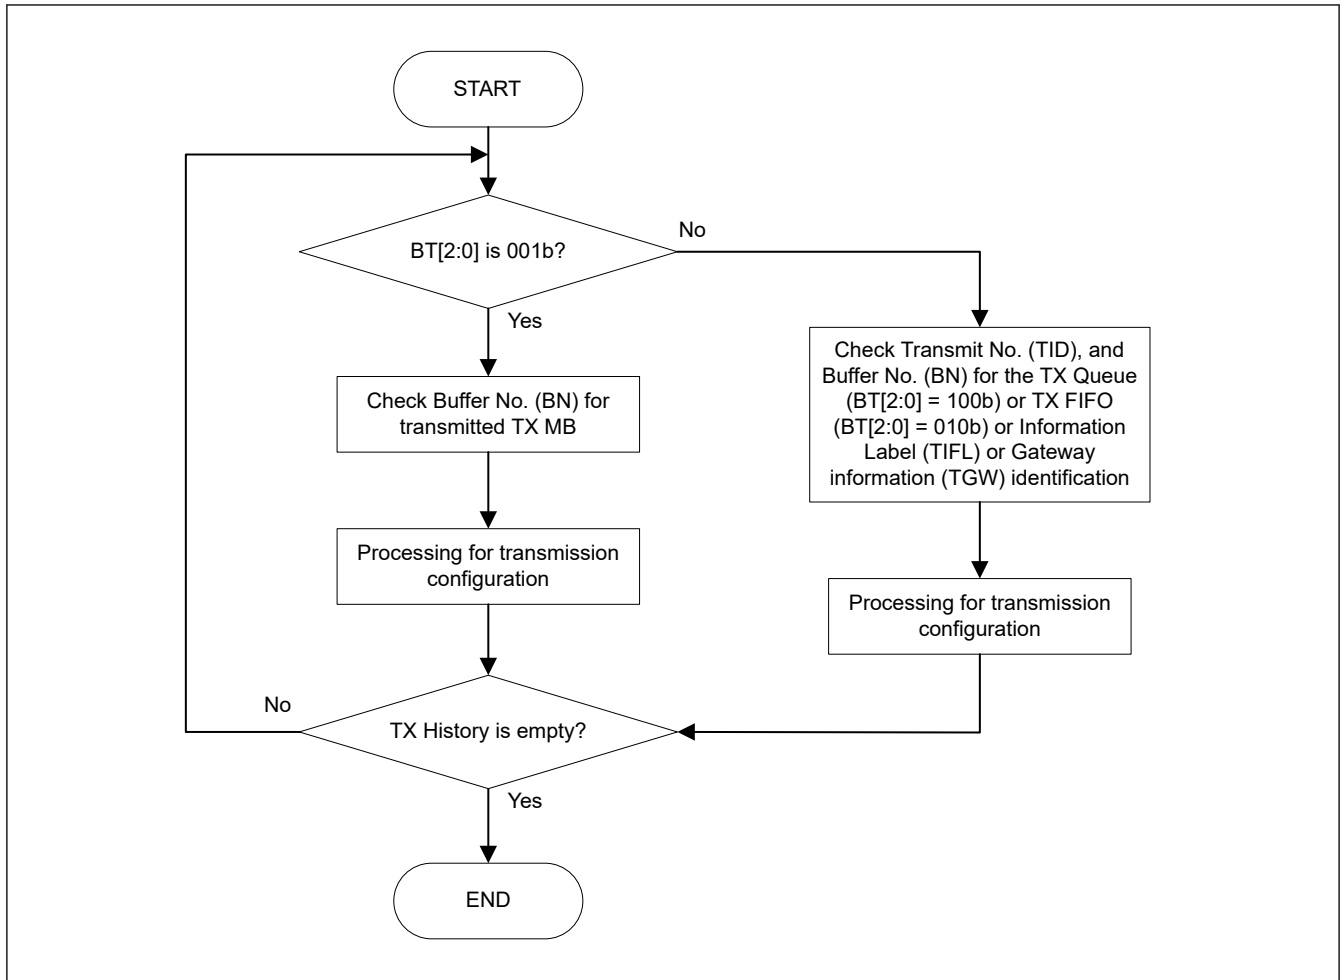 START
BT[2:0] is 001b?
No
Yes
Check Buffer No. (BN) for
transmitted TX MB
Check Transmit No. (TID), and
Buffer No. (BN) for the TX Queue
(BT[2:0] = 100b) or TX FIFO
(BT[2:0] = 010b) or Information
Label (TIFL) or Gateway
information (TGW) identification
Processing for transmission
configuration
Processing for transmission
configuration
No
TX History is empty?
Yes
END